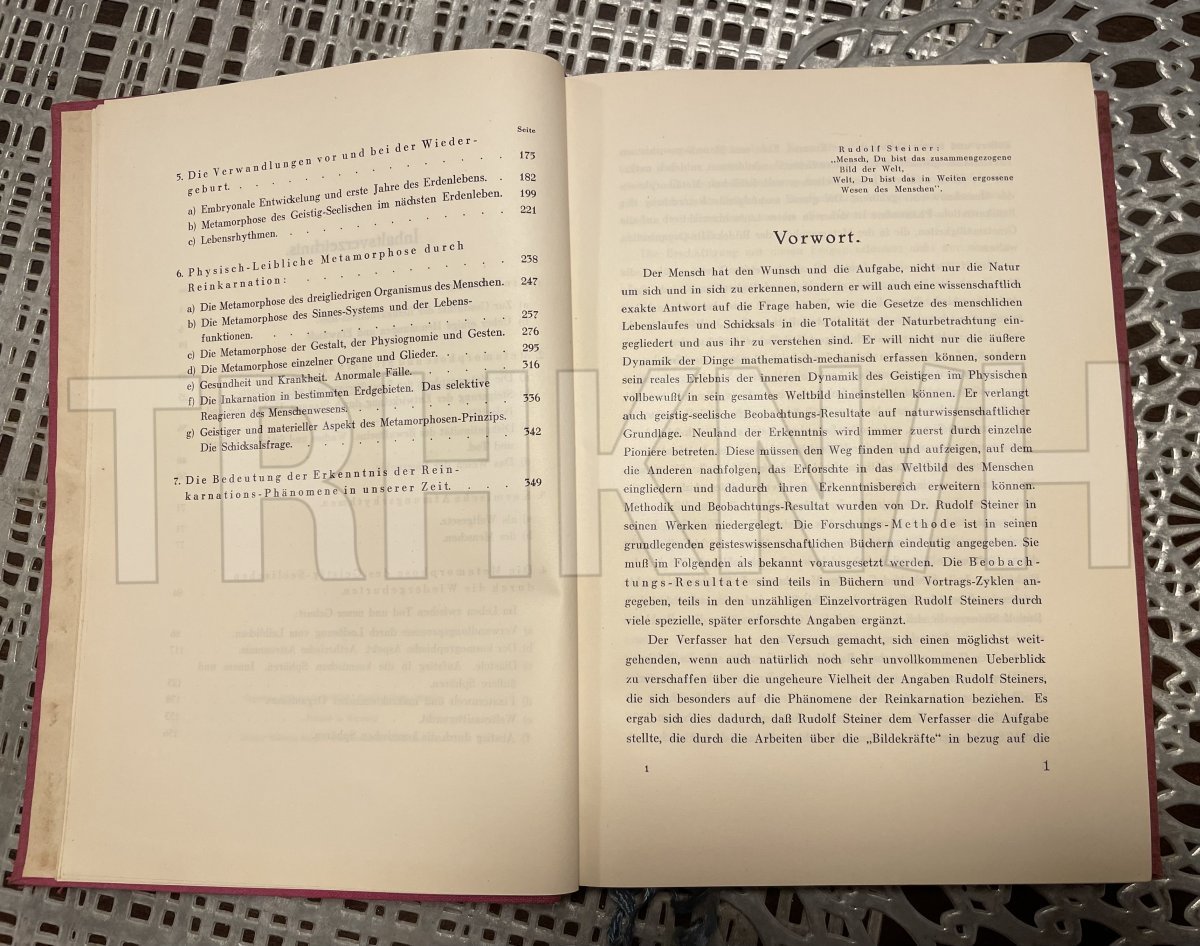 Seite
5. Die Verwandlungen vor und bei der Wieder-
geburt. . . . . . . . . . . . . 175
a) Embryonale Entwickelung und erste Jahre des Erdenlebens. . 182
b) Metamorphose des Geistig-Seelischen im nächsten Erdenleben. 199
c) Lebensrhythmen. . . . . . . . . 221
6. Physisch-Leibliche Metamorphose durch
Reinkarnation: . . . . . . . . . . 238
a) Die Metamorphose des dreigliedrigen Organismus des Menschen. 247
b) Die Metamorphose des Sinnes-Systems und der Lebens-
funktionen. . . . . . . . . . . 257
c) Die Metamorphose der Gestalt, der Physiognomie und Gesten. 276
d) Die Metamorphose einzelner Organe und Glieder. . . . . 295
e) Gesundheit und Krankheit. Anormale Fälle. . . . . . 316
f) Die Inkarnation in bestimmten Erdgebieten. Das selektive
Reagieren des Menschenwesens. . . . . . . . 336
g) Geistiger und materieller Aspekt des Metamorphosen-Prinzips.
Die Schicksalsfrage. . . . . . . . . . 342
7. Die Bedeutung der Erkenntnis der Rein-
karnations-Phänomene in unserer Zeit. . . . 349
Rudolf Steiner:
„Mensch, Du bist das zusammengezogene
Bild der Welt,
Welt, Du bist das in Weiten ergossene
Wesen des Menschen“.
Vorwort.
Der Mensch hat den Wunsch und die Aufgabe, nicht nur die Natur
um sich und in sich zu erkennen, sondern er will auch eine wissenschaftlich
exakte Antwort auf die Frage haben, wie die Gesetze des menschlichen
Lebenslaufes und Schicksals in die Totalität der Naturbetrachtung ein-
gegliedert und aus ihr zu verstehen sind. Er will nicht nur die äußere
Dynamik der Dinge mathematisch-mechanisch erfassen können, sondern
sein reales Erlebnis der inneren Dynamik des Geistigen im Physischen
vollbewußt in sein gesamtes Weltbild hineinstellen können. Er verlangt
auch geistig-seelische Beobachtungs-Resultate auf naturwissenschaftlicher
Grundlage. Neuland der Erkenntnis wird immer zuerst durch einzelne
Pioniere betreten. Diese müssen den Weg finden und aufzeigen, auf dem
die Anderen nachfolgen, das Erforschte in das Weltbild des Menschen
eingliedern und dadurch ihren Erkenntnisbereich erweitern können.
Methodik und Beobachtungs-Resultat wurden von Dr. Rudolf Steiner in
seinen Werken niedergelegt. Die Forschungs-Methode ist in seinen
grundlegenden geisteswissenschaftlichen Büchern eindeutig angegeben. Sie
muß im Folgenden als bekannt vorausgesetzt werden. Die Beobach-
tungs-Resultate sind teils in Büchern und Vortrags-Zyklen an-
gegeben, teils in den unzähligen Einzelvorträgen Rudolf Steiners durch
viele spezielle, später erforschte Angaben ergänzt.
Der Verfasser hat den Versuch gemacht, sich einen möglichst weit-
gehenden, wenn auch natürlich noch sehr unvollkommenen Ueberblick
zu verschaffen über die ungeheure Vielheit der Angaben Rudolf Steiners,
die sich besonders auf die Phänomene der Reinkarnation beziehen. Es
ergab sich dies dadurch, daß Rudolf Steiner dem Verfasser die Aufgabe
stellte, die durch die Arbeiten über die „Bildekräfte“ in bezug auf die
1 1
TRHKN/H